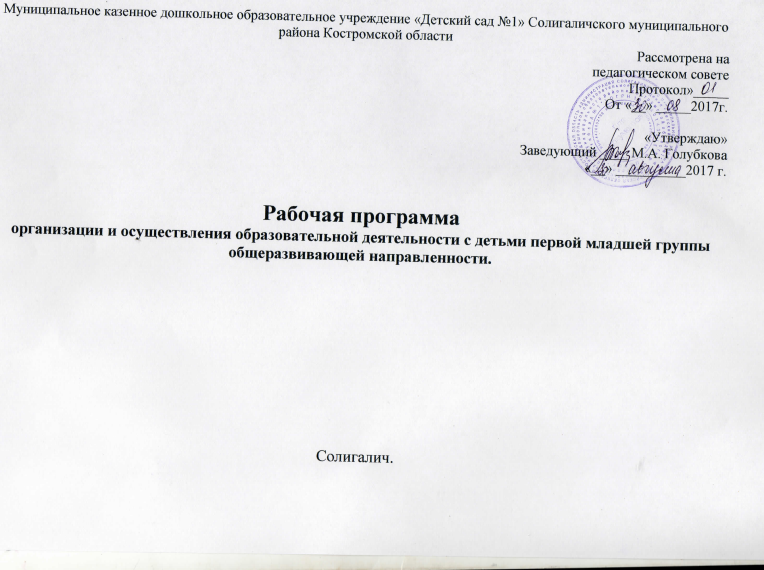 Муниципальное казенное дошкольное образовательное учреждение «Детский сад №1» Солигаличского муниципального
района Костромской области
Рассмотрена на
педагогическом совете
Протокол» 01
От «30» 08 2017г.
«Утверждаю»
Заведующий М.А. Голубкова
« » августа 2017 г.
Рабочая программа
организации и осуществления образовательной деятельности с детьми первой младшей группы
общеразвивающей направленности.
Солигалич.